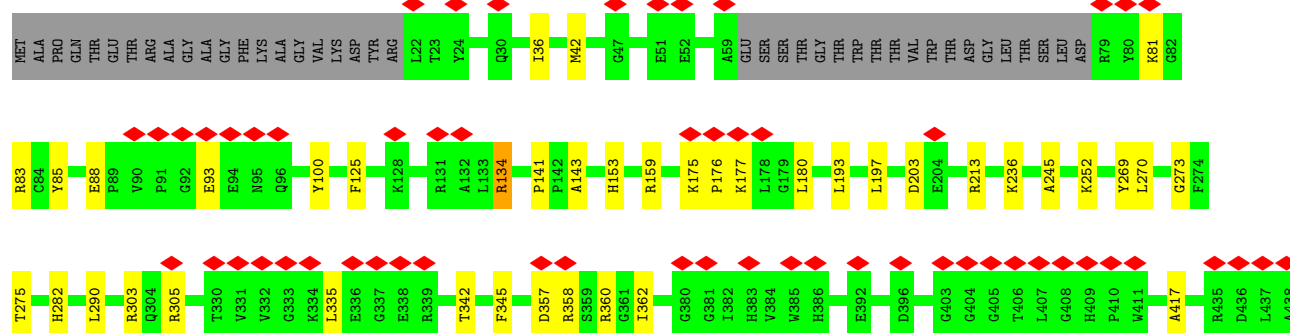 MET ALA PRO GLN THR GLU THR ARG ALA GLY ALA GLY PHE LYS ALA GLY VAL LYS ASP TYR ARG L22 T23 Y24 Q30 I36 M42 G47 E51 E52 A59 GLU SER SER THR GLY THR THR TRP THR THR VAL TRP THR ASP GLY LEU THR SER LEU ASP R79 Y80 K81 G82
R83 C84 Y85 E88 P89 V90 P91 G92 E93 E94 N95 Q96 Y100 F125 K128 R131 A132 L133 R134 P141 P142 A143 H153 R159 K175 P176 K177 L178 G179 L180 L193 L197 D203 E204 R213 K236 A245 K252 Y269 L270 G273 F274
T275 H282 L290 R303 Q304 R305 T330 V331 V332 G333 K334 L335 E336 G337 E338 R339 T342 F345 D357 R358 S359 R360 G361 I362 G380 G381 I382 H383 V384 W385 H386 E392 D396 G403 G404 G405 T406 L407 G408 H409 P410 W411 A417 R435 D436 L437 A438